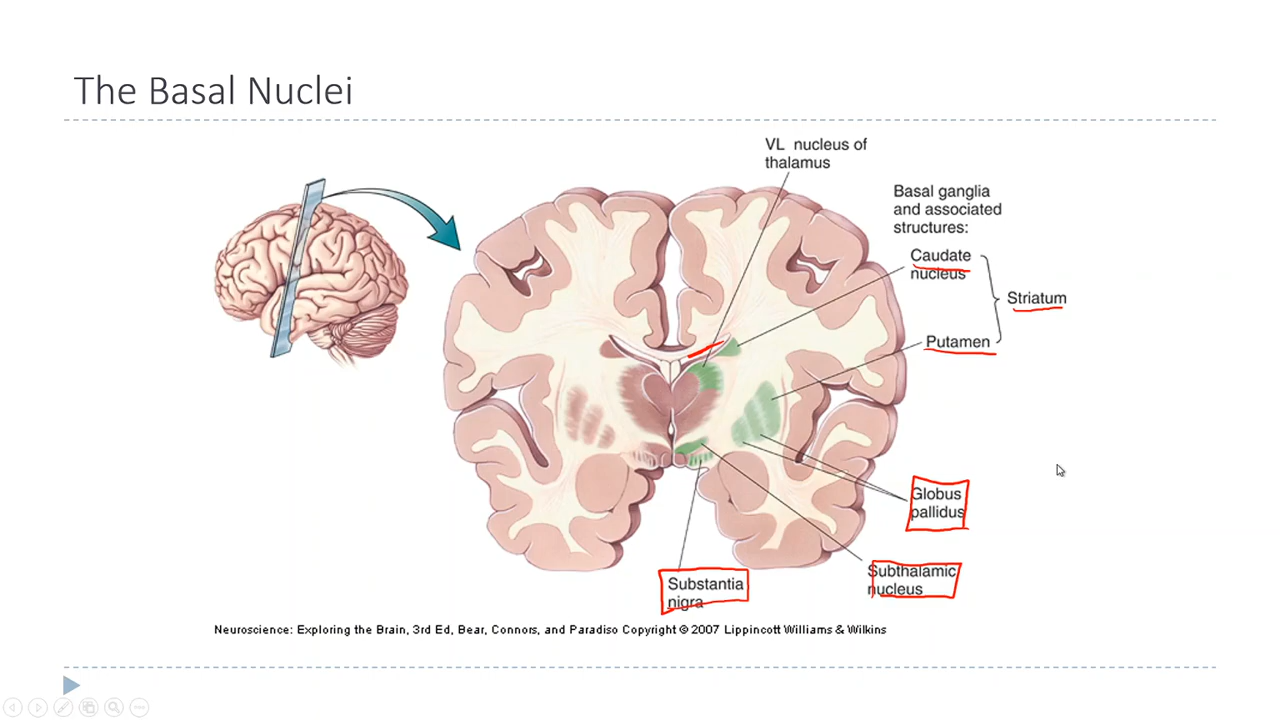 The Basal Nuclei
VL nucleus of
thalamus
Basal ganglia
and associated
structures:
Caudate
nucleus
Striatum
Putamen
Globus
pallidus
Subthalamic
nucleus
Substantia
nigra
Neuroscience: Exploring the Brain, 3rd Ed, Bear, Connors, and Paradiso Copyright © 2007 Lippincott Williams & Wilkins